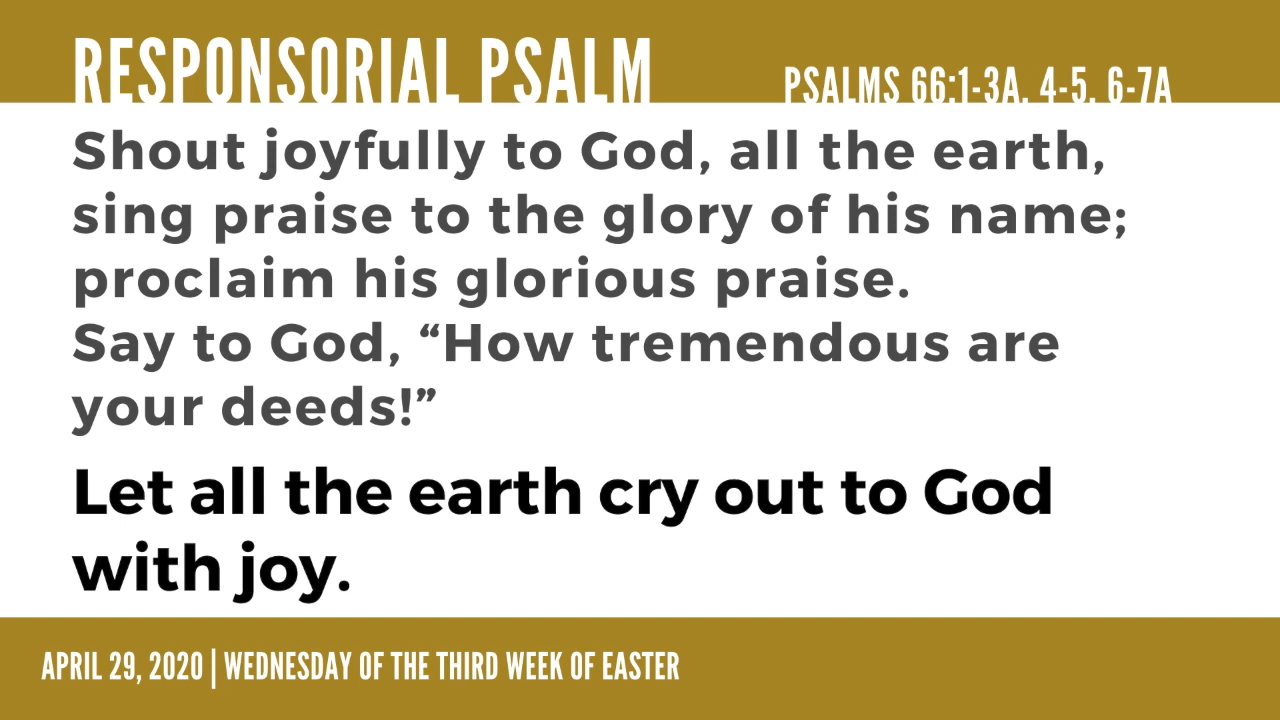 RESPONSORIAL PSALM
PSALMS 66:1-3A, 4-5, 6-7A
Shout joyfully to God, all the earth,
sing praise to the glory of his name;
proclaim his glorious praise.
Say to God, “How tremendous are
your deeds!”
Let all the earth cry out to God
with joy.
APRIL 29, 2020 | WEDNESDAY OF THE THIRD WEEK OF EASTER